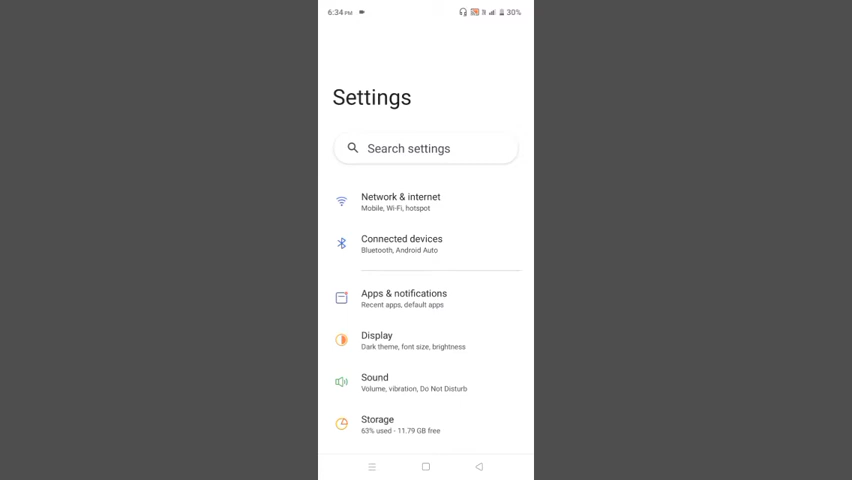 6:34 PM 30%
Settings
Search settings
Network & internet
Mobile, Wi-Fi, hotspot
Connected devices
Bluetooth, Android Auto
Apps & notifications
Recent apps, default apps
Display
Dark theme, font size, brightness
Sound
Volume, vibration, Do Not Disturb
Storage
63% used - 11.79 GB free